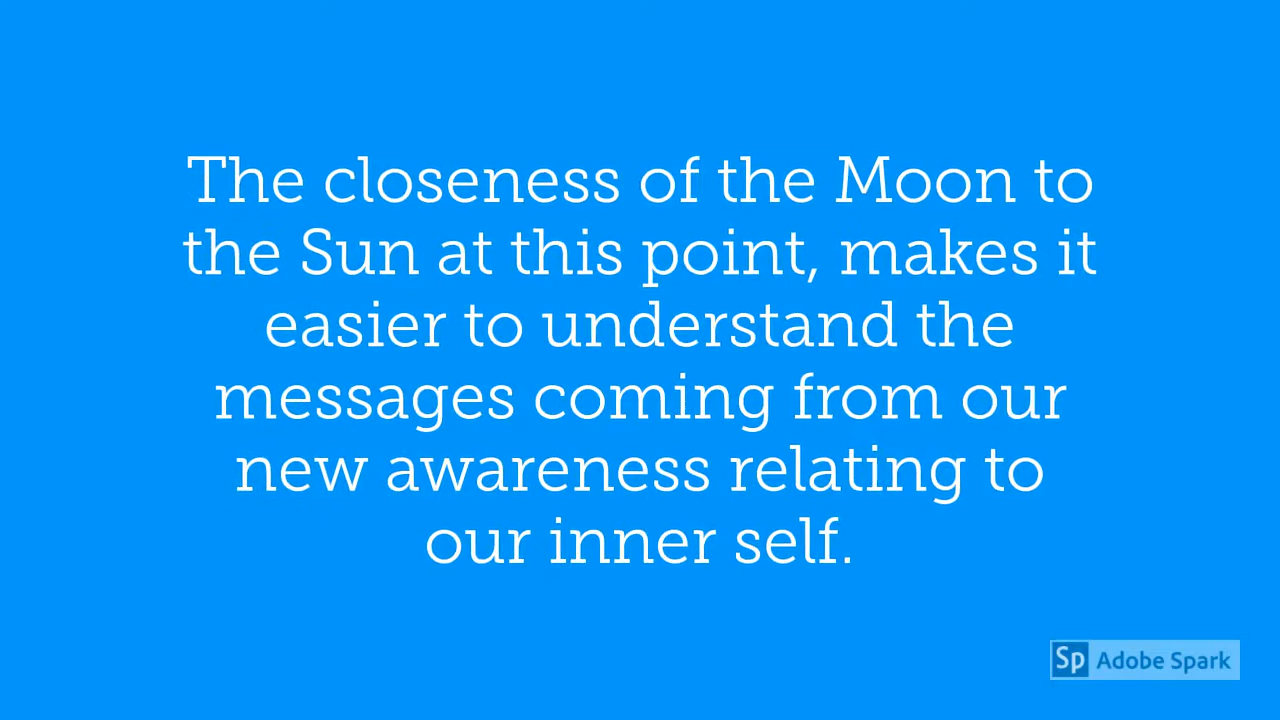 The closeness of the Moon to
the Sun at this point, makes it
easier to understand the
messages coming from our
new awareness relating to
our inner self.
Sp Adobe Spark